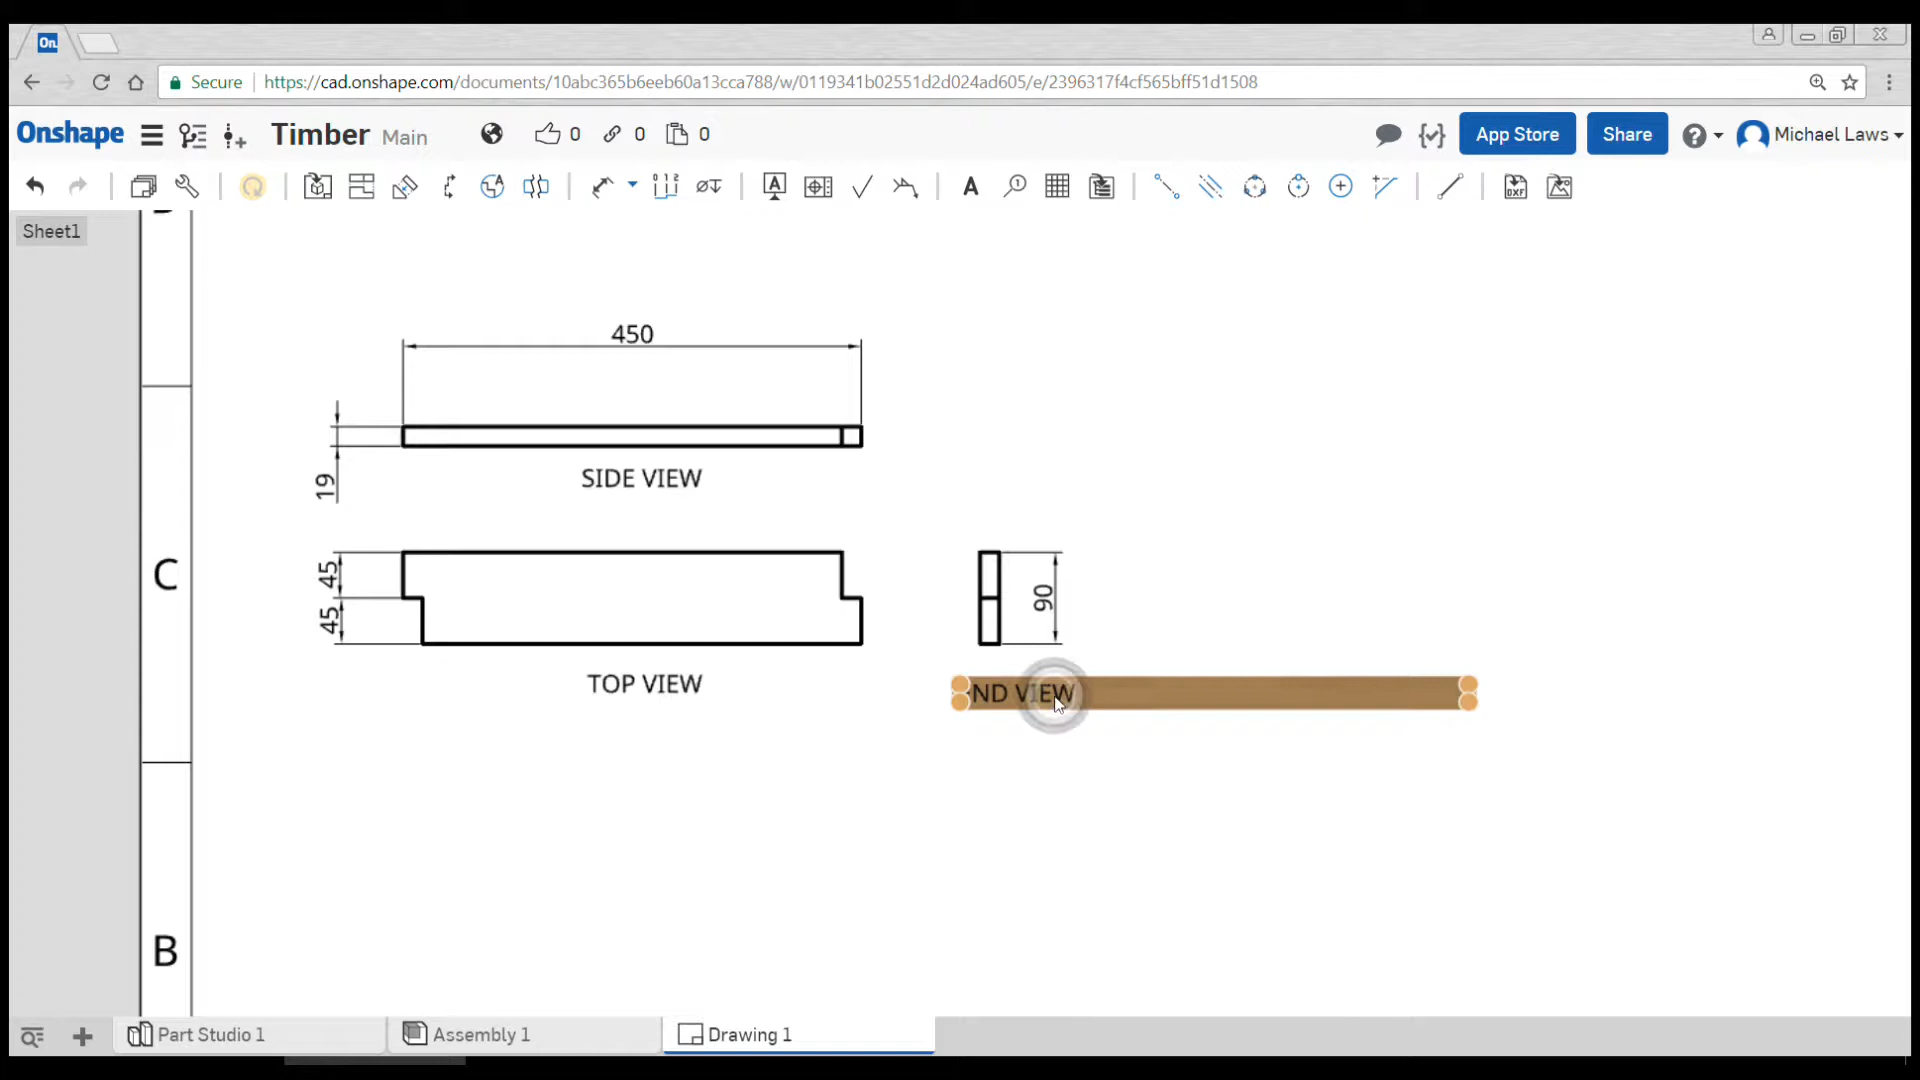 On
Secure https://cad.onshape.com/documents/10abc365b6eeb60a13cca788/w/0119341b02551d2d024ad605/e/2396317f4cf565bff51d1508
Onshape Timber Main 0 0 0 App Store Share Michael Laws
Sheet1
450
19
SIDE VIEW
C
45
45
90
TOP VIEW
ND VIEW
B
Part Studio 1 Assembly 1 Drawing 1